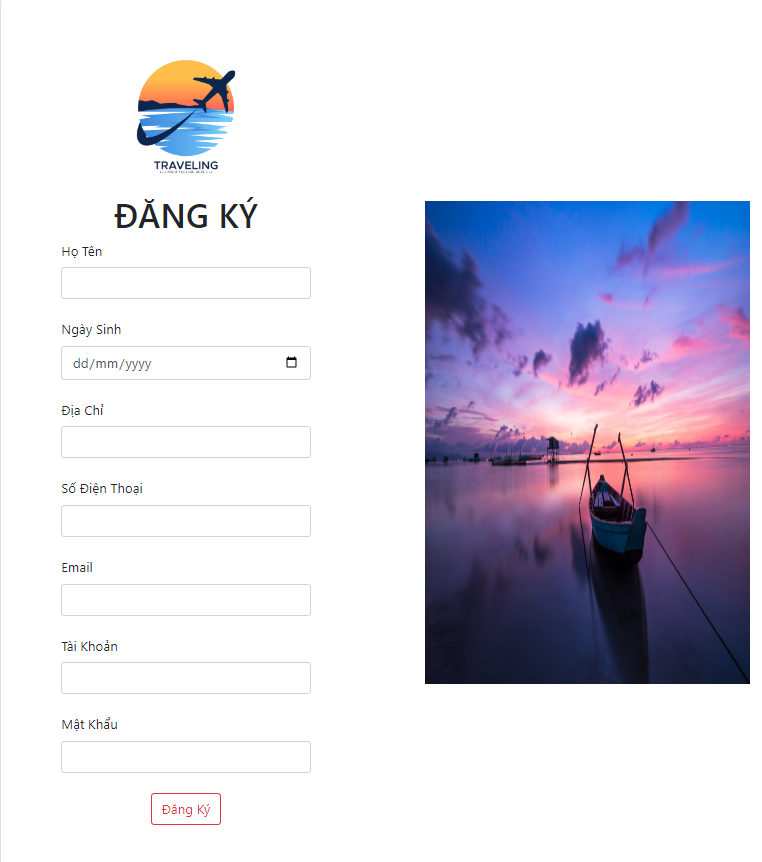 TRAVELING
ĐĂNG KÝ
Họ Tên
Ngày Sinh
dd/mm/yyyy
Địa Chỉ
Số Điện Thoại
Email
Tài Khoản
Mật Khẩu
Đăng Ký